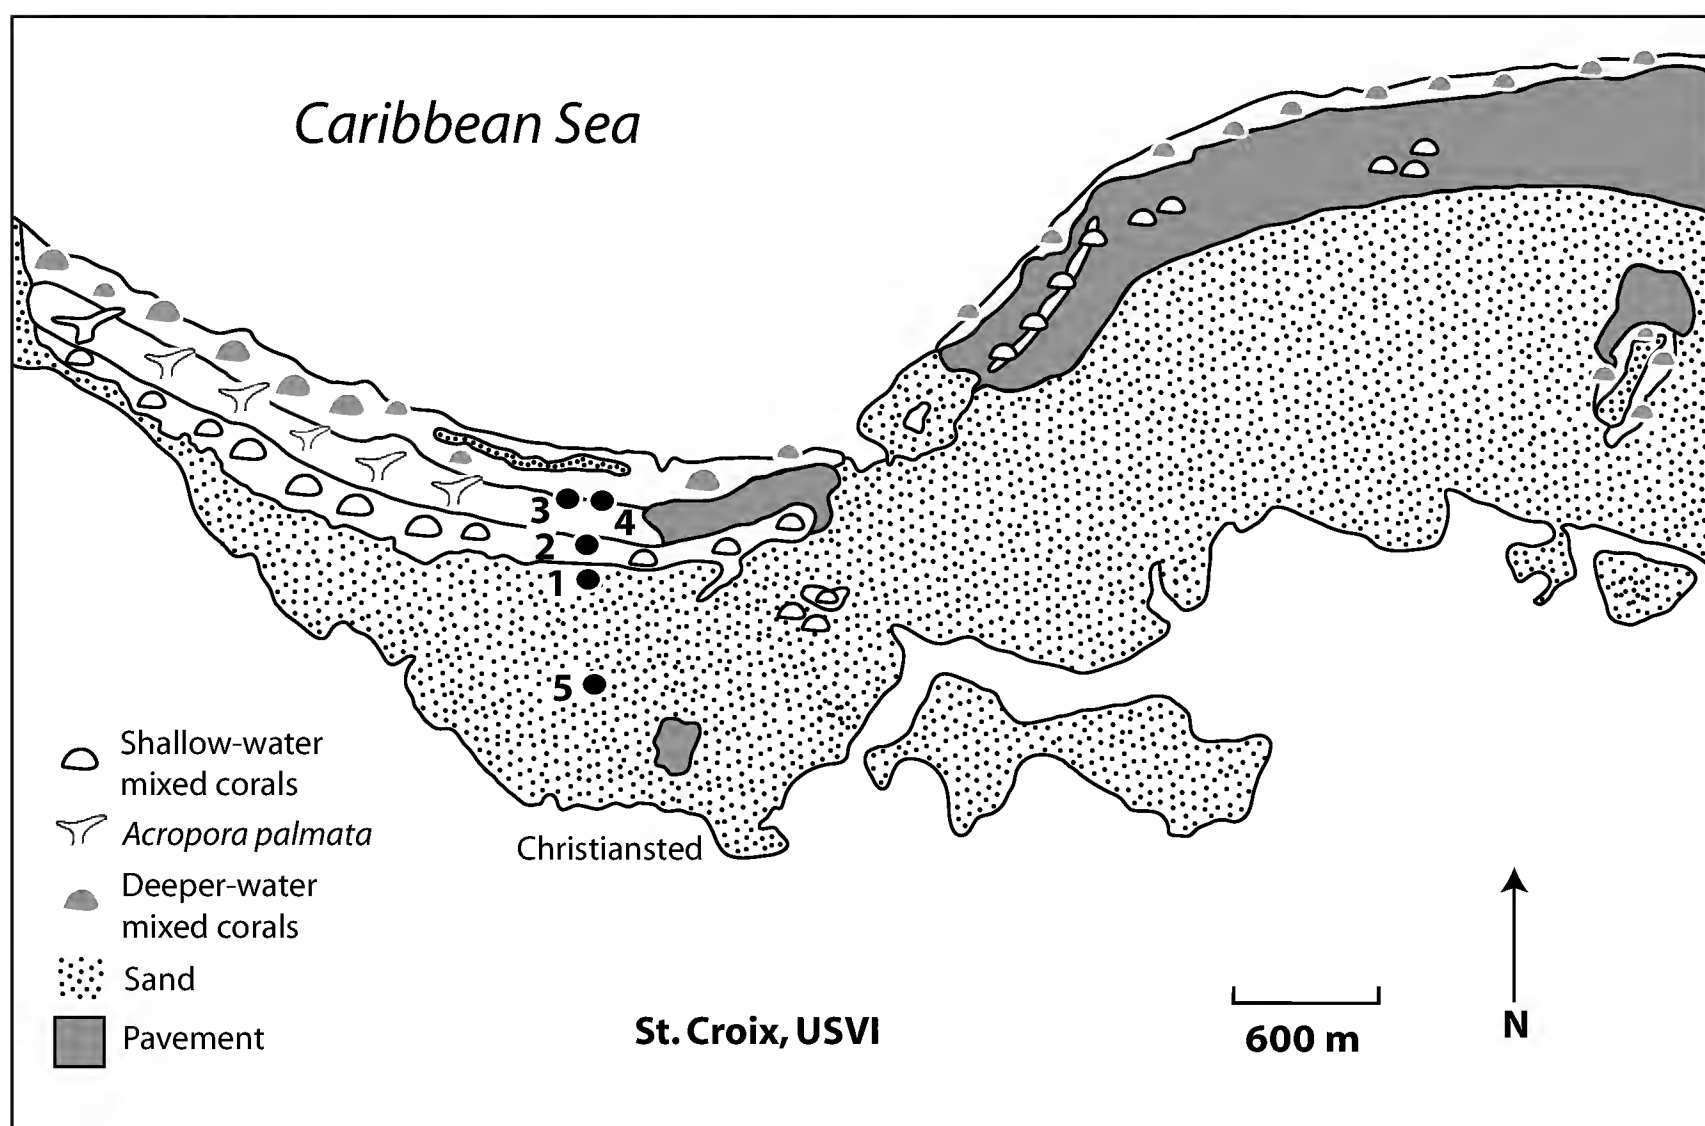 Caribbean Sea
3
4
2
1
5
Shallow-water
mixed corals
Acropora palmata
Deeper-water
mixed corals
Sand
Pavement
Christiansted
St. Croix, USVI
600 m
N